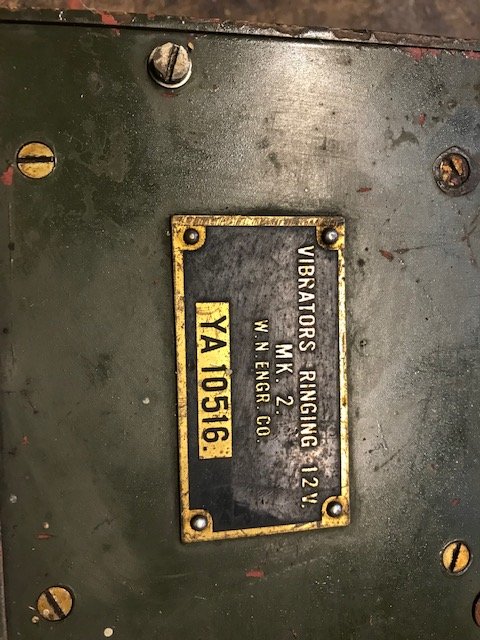 VIBRATORS RINGING 12V.
MK. 2.
W. N. ENGR. CO.
YA 10516.